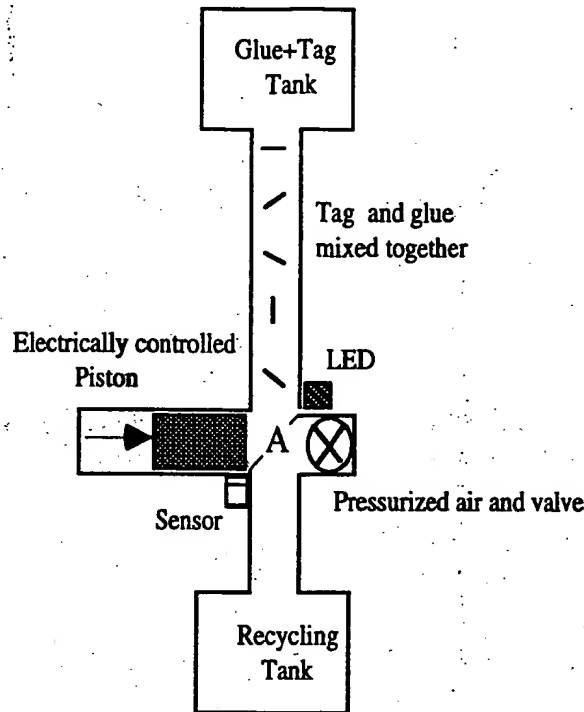 Glue+Tag
Tank
Tag and glue
mixed together
Electrically controlled
Piston
LED
A
Sensor
Pressurized air and valve
Recycling
Tank